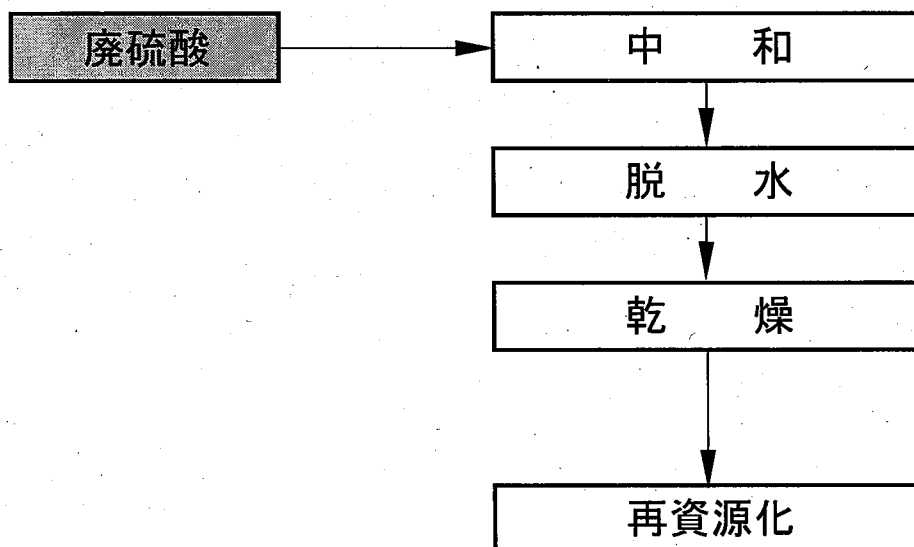 廃硫酸
中　和
脱　水
乾　燥
再資源化